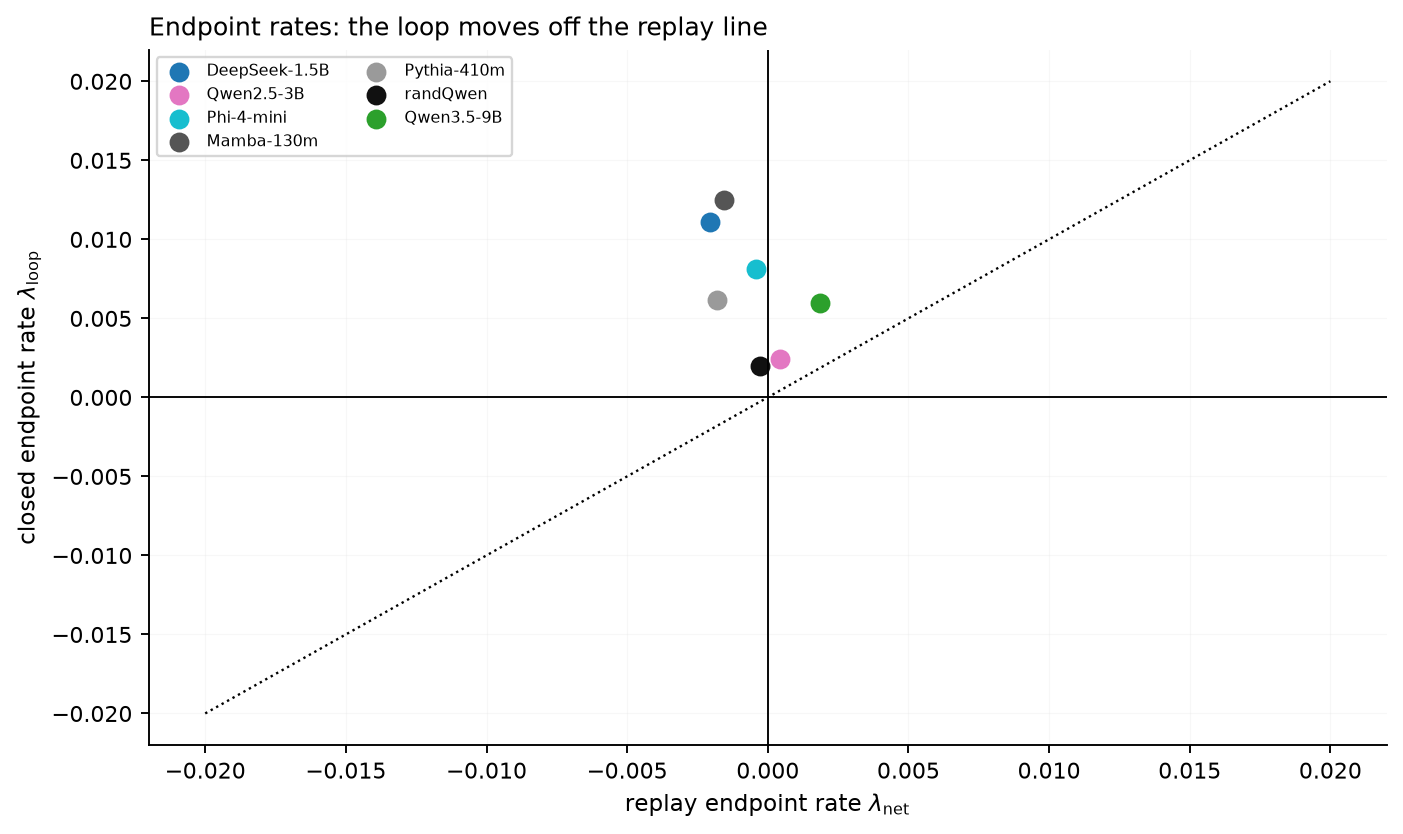 Endpoint rates: the loop moves off the replay line
DeepSeek-1.5B
Qwen2.5-3B
Phi-4-mini
Mamba-130m
Pythia-410m
randQwen
Qwen3.5-9B
closed endpoint rate λloop
0.020
0.015
0.010
0.005
0.000
−0.005
−0.010
−0.015
−0.020
−0.020 −0.015 −0.010 −0.005 0.000 0.005 0.010 0.015 0.020
replay endpoint rate λnet